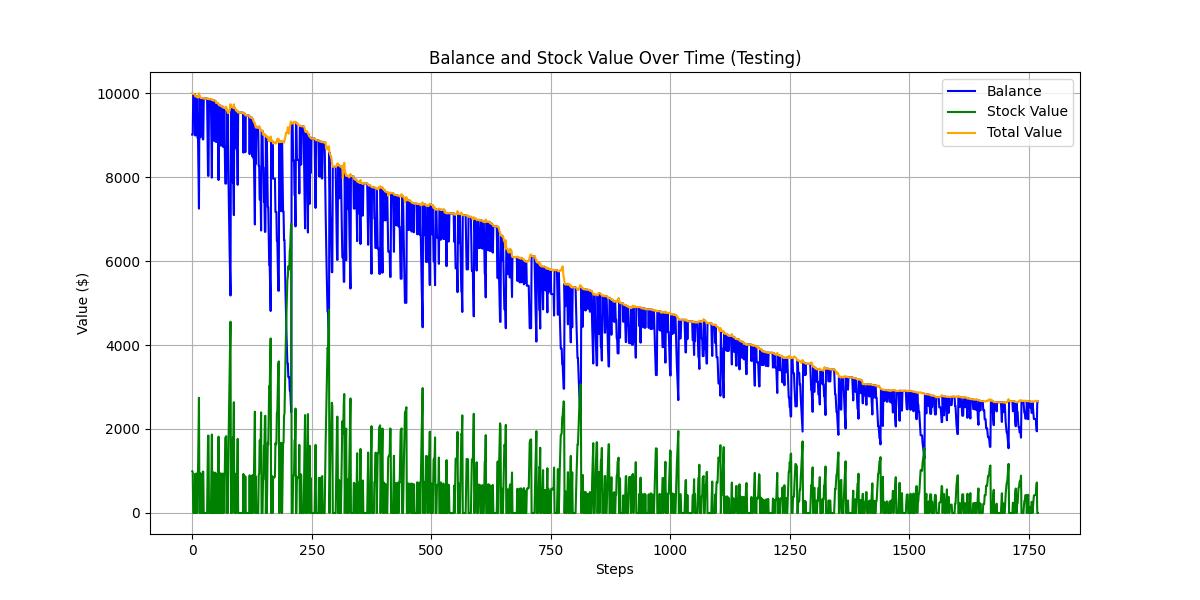 Balance and Stock Value Over Time (Testing)
Balance
Stock Value
Total Value
Value ($)
10000
8000
6000
4000
2000
0
0 250 500 750 1000 1250 1500 1750
Steps